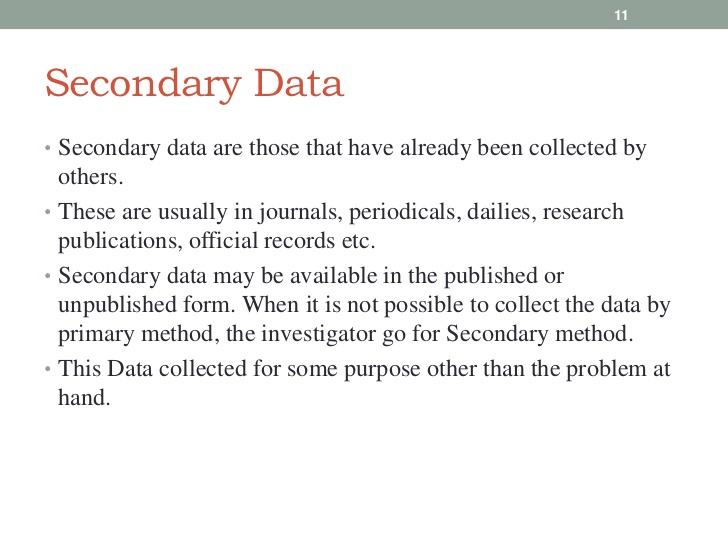 11
Secondary Data
• Secondary data are those that have already been collected by
others.
• These are usually in journals, periodicals, dailies, research
publications, official records etc.
• Secondary data may be available in the published or
unpublished form. When it is not possible to collect the data by
primary method, the investigator go for Secondary method.
• This Data collected for some purpose other than the problem at
hand.